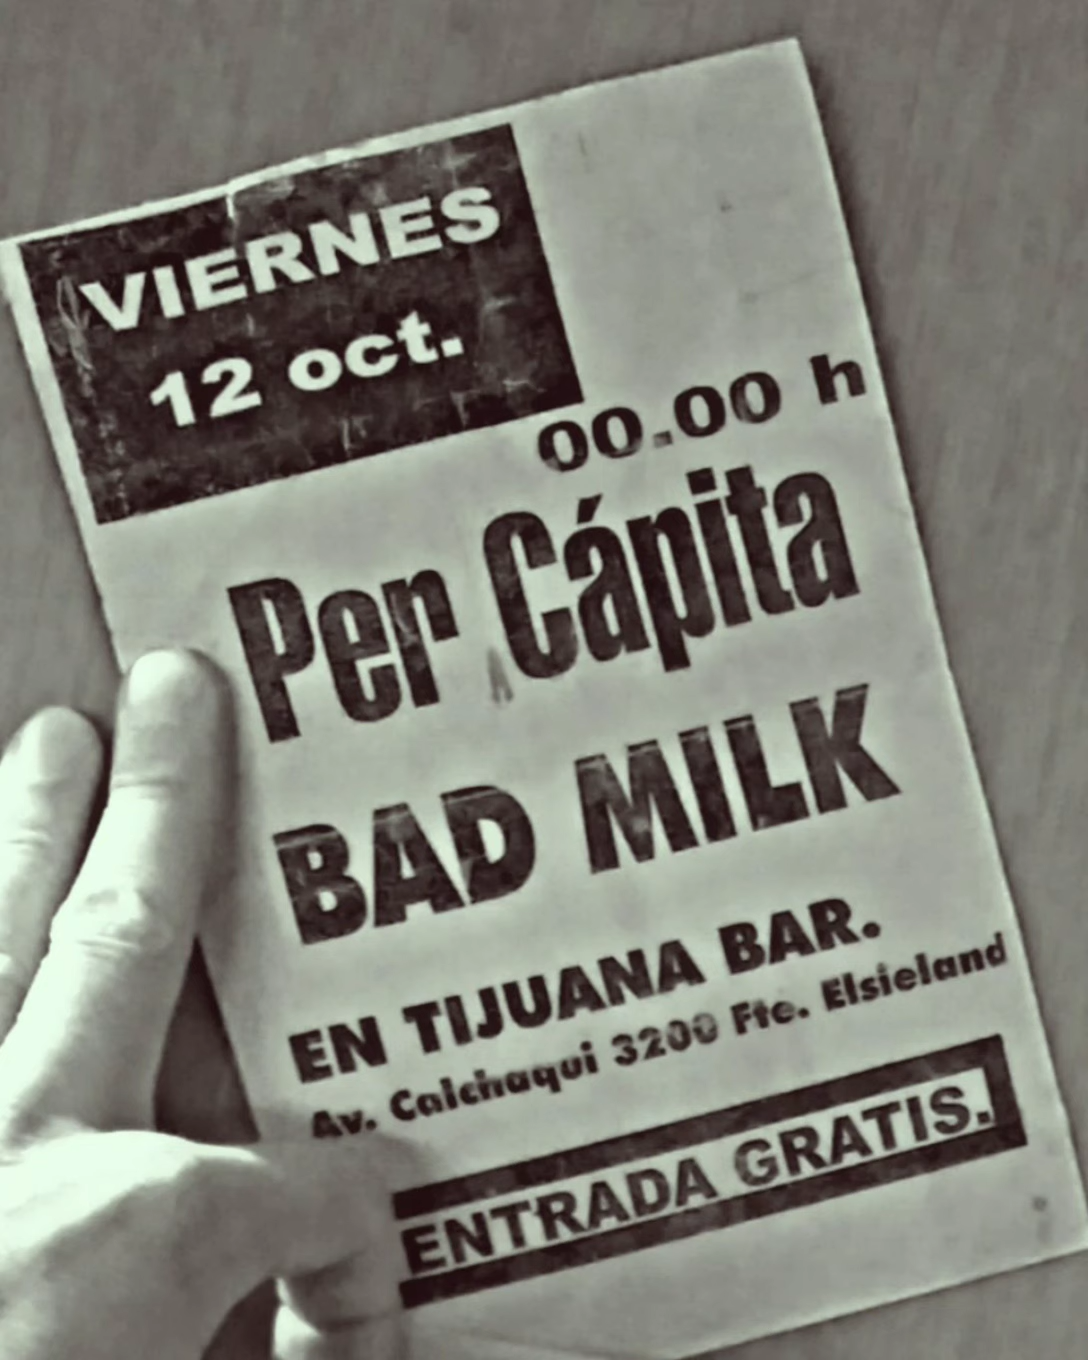 VIERNES
12 oct.
00.00 h
Per Cápita
BAD MILK
EN TIJUANA BAR.
Av. Calchaqui 3200 Fte. Elsieland
ENTRADA GRATIS.